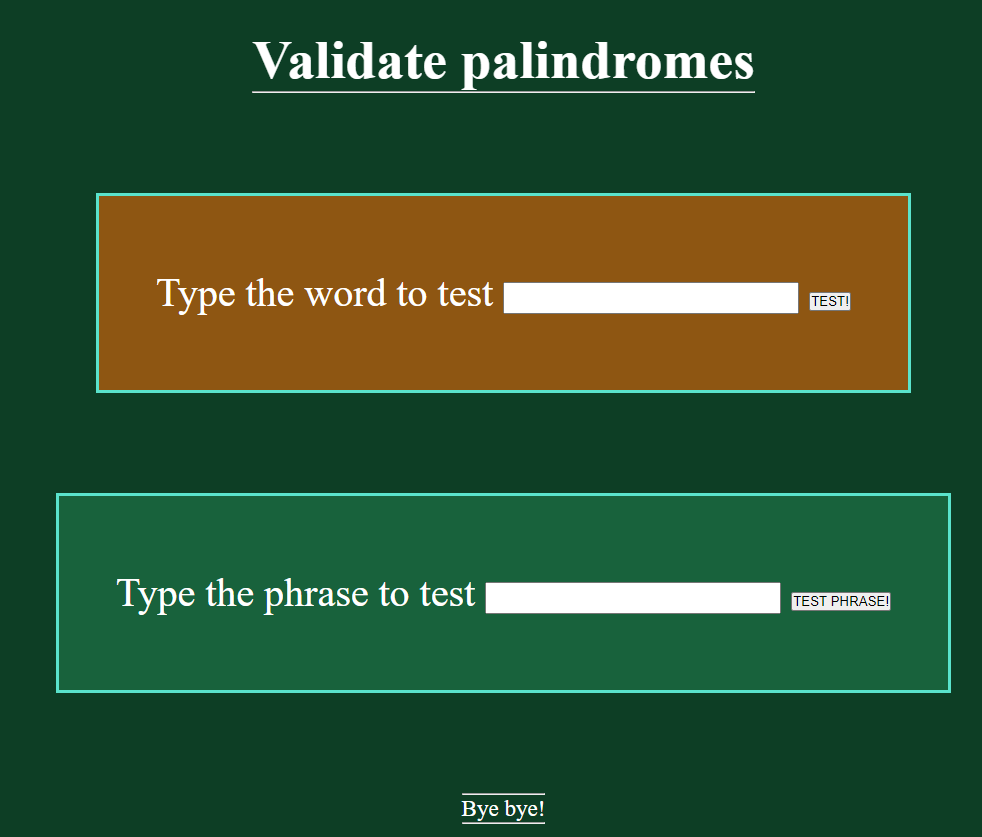 Validate palindromes
Type the word to test TEST!
Type the phrase to test TEST PHRASE!
Bye bye!